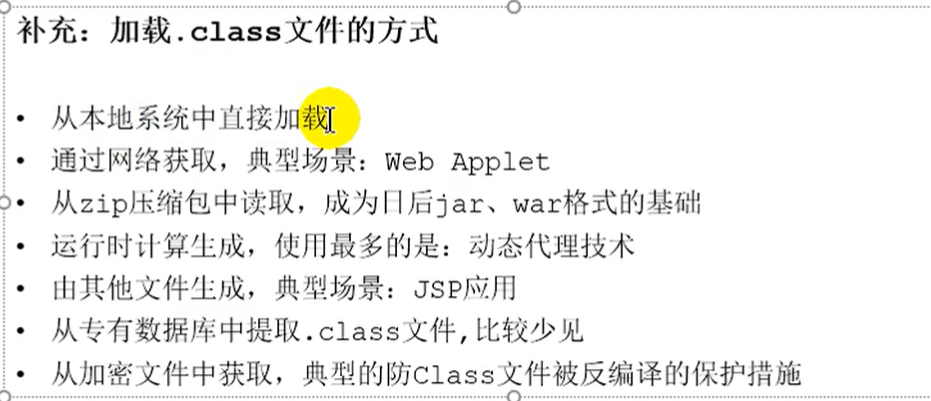 补充：加载.class文件的方式
• 从本地系统中直接加载
• 通过网络获取，典型场景：Web Applet
• 从zip压缩包中读取，成为日后jar、war格式的基础
• 运行时计算生成，使用最多的是：动态代理技术
• 由其他文件生成，典型场景：JSP应用
• 从专有数据库中提取.class文件,比较少见
• 从加密文件中获取，典型的防Class文件被反编译的保护措施